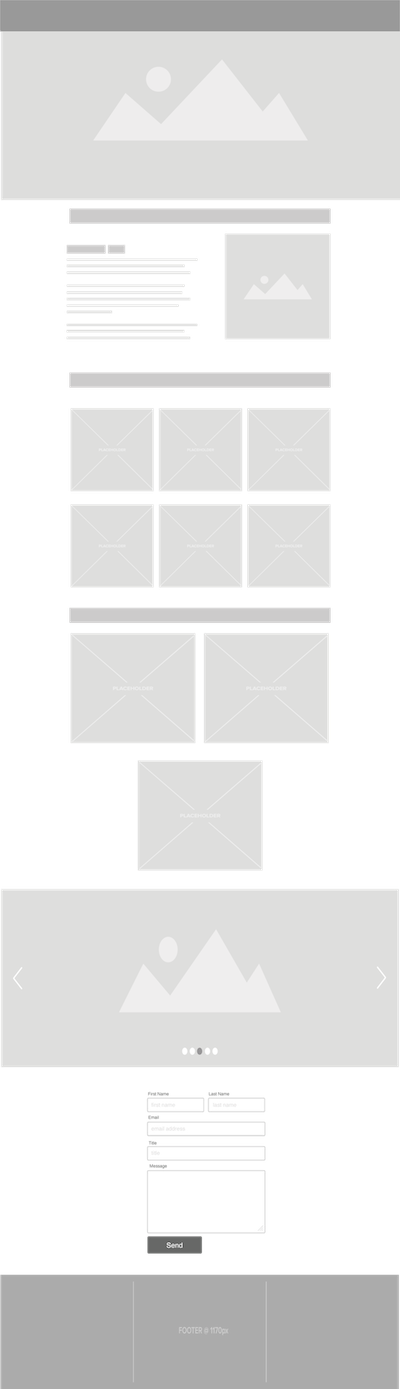 PLACEHOLDER
PLACEHOLDER
PLACEHOLDER
PLACEHOLDER
PLACEHOLDER
PLACEHOLDER
PLACEHOLDER
PLACEHOLDER
PLACEHOLDER
First Name Last Name
first name last name
Email
email address
Title
title
Message
Send
FOOTER @ 1170px